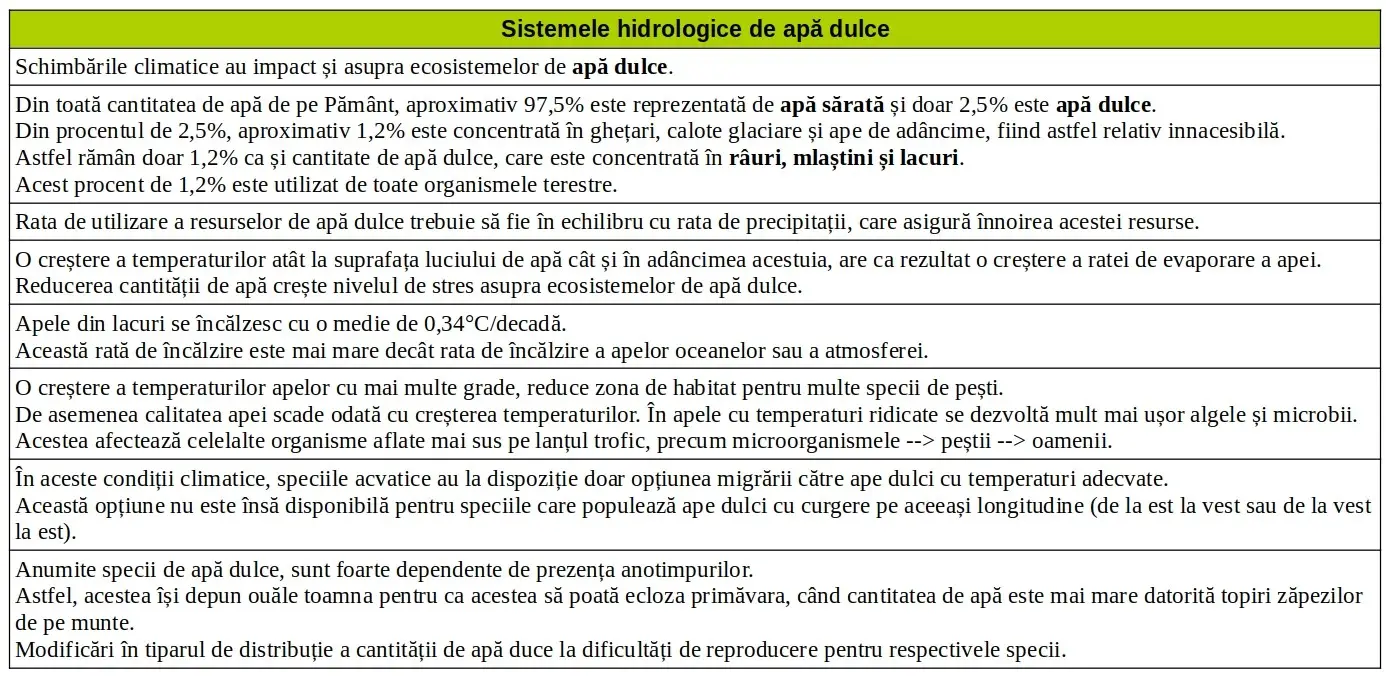 Sistemele hidrologice de apă dulce
Schimbările climatice au impact și asupra ecosistemelor de apă dulce.
Din toată cantitatea de apă de pe Pământ, aproximativ 97,5% este reprezentată de apă sărată și doar 2,5% este apă dulce.
Din procentul de 2,5%, aproximativ 1,2% este concentrată în ghețari, calote glaciare și ape de adâncime, fiind astfel relativ innacesibilă.
Astfel rămân doar 1,2% ca și cantitate de apă dulce, care este concentrată în râuri, mlaștini și lacuri.
Acest procent de 1,2% este utilizat de toate organismele terestre.
Rata de utilizare a resurselor de apă dulce trebuie să fie în echilibru cu rata de precipitații, care asigură înnoirea acestei resurse.
O creștere a temperaturilor atât la suprafața luciului de apă cât și în adâncimea acestuia, are ca rezultat o creștere a ratei de evaporare a apei.
Reducerea cantității de apă crește nivelul de stres asupra ecosistemelor de apă dulce.
Apele din lacuri se încălzesc cu o medie de 0,34°C/decadă.
Această rată de încălzire este mai mare decât rata de încălzire a apelor oceanelor sau a atmosferei.
O creștere a temperaturilor apelor cu mai multe grade, reduce zona de habitat pentru multe specii de pești.
De asemenea calitatea apei scade odată cu creșterea temperaturilor. În apele cu temperaturi ridicate se dezvoltă mult mai ușor algele și microbii.
Acestea afectează celelalte organisme aflate mai sus pe lanțul trofic, precum microorganismele --> peștii --> oamenii.
În aceste condiții climatice, speciile acvatice au la dispoziție doar opțiunea migrării către ape dulci cu temperaturi adecvate.
Această opțiune nu este însă disponibilă pentru speciile care populează ape dulci cu curgere pe aceeași longitudine (de la est la vest sau de la vest
la est).
Anumite specii de apă dulce, sunt foarte dependente de prezența anotimpurilor.
Astfel, acestea își depun ouăle toamna pentru ca acestea să poată ecloza primăvara, când cantitatea de apă este mai mare datorită topiri zăpezilor
de pe munte.
Modificări în tiparul de distribuție a cantității de apă duce la dificultăți de reproducere pentru respectivele specii.